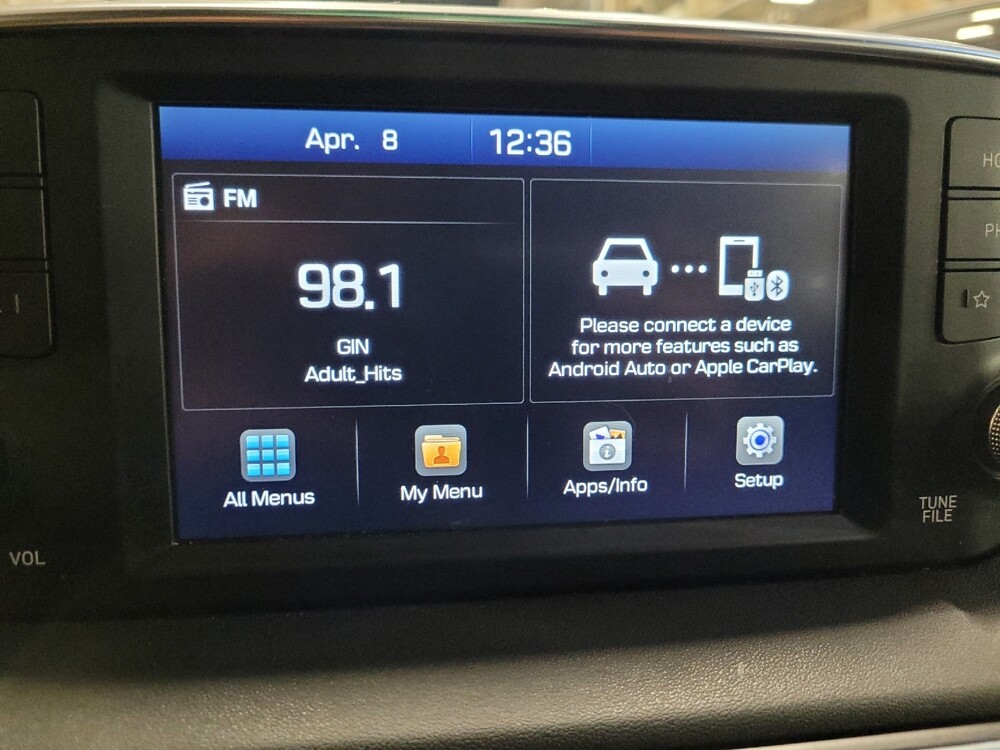 Apr. 8 12:36
FM
98.1
GIN
Adult_Hits
Please connect a device
for more features such as
Android Auto or Apple CarPlay.
All Menus
My Menu
Apps/Info
Setup
VOL
TUNE
FILE